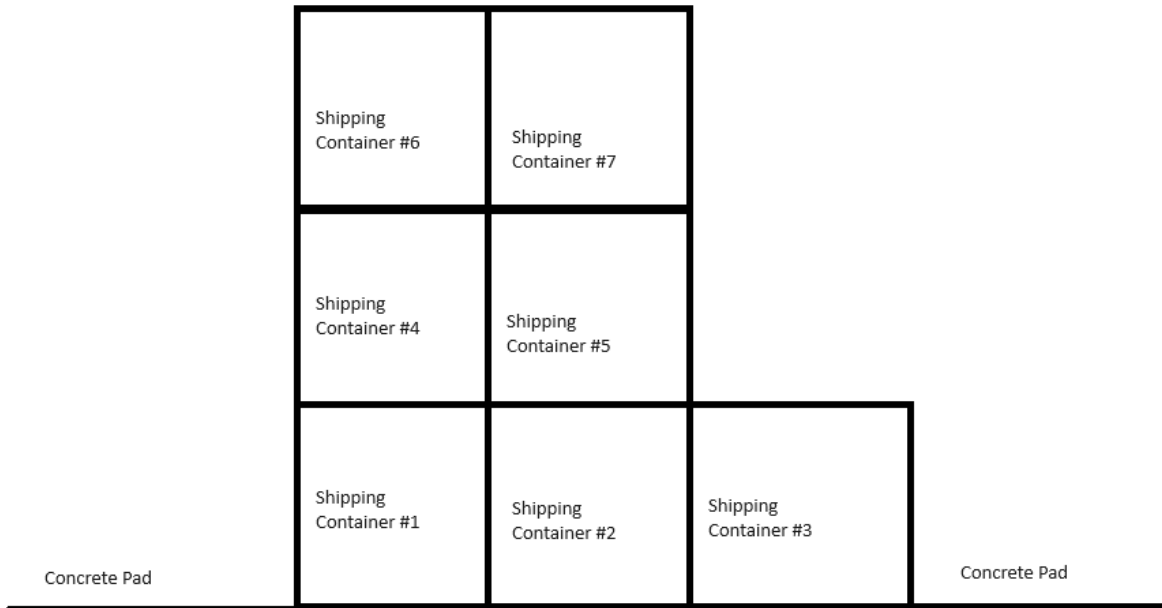 Shipping
Container #6
Shipping
Container #7
Shipping
Container #4
Shipping
Container #5
Shipping
Container #1
Shipping
Container #2
Shipping
Container #3
Concrete Pad
Concrete Pad